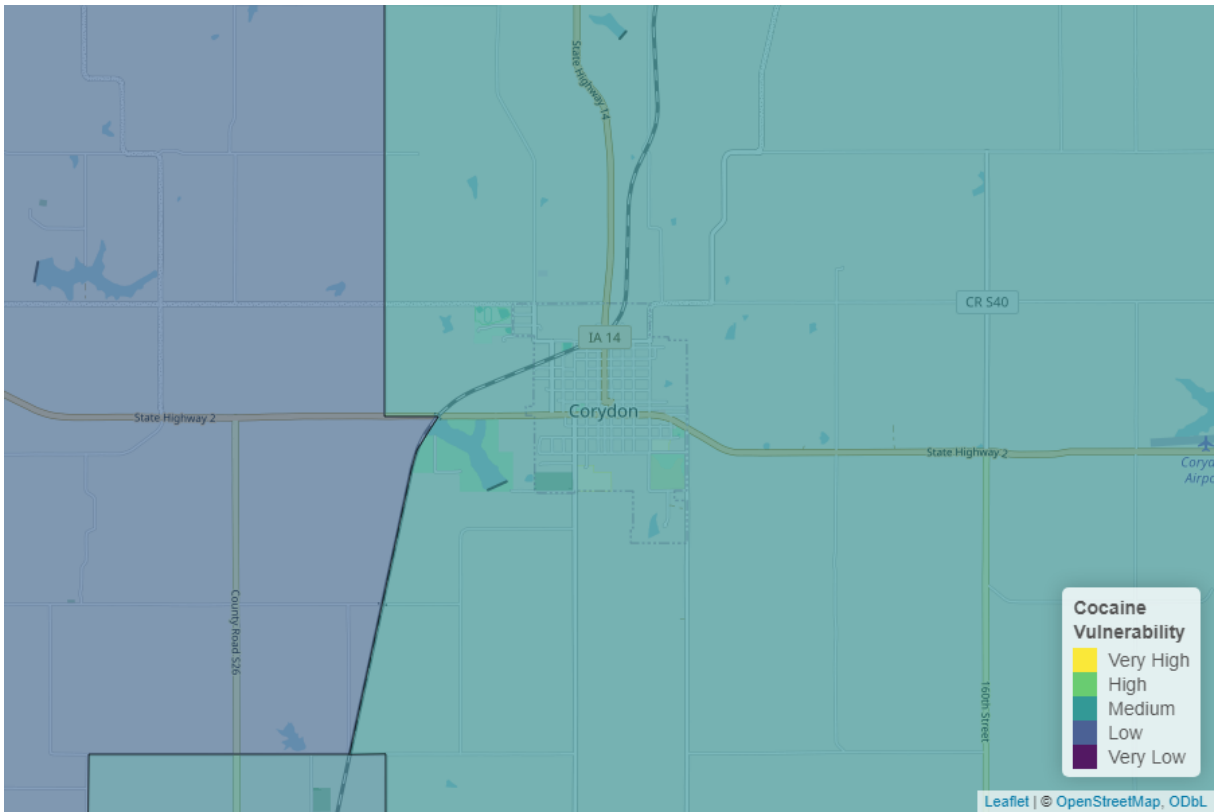 State Highway 14
CR S40
IA 14
Corydon
State Highway 2
State Highway 2
Coryd
Airpo
County Road S26
160th Street
Cocaine
Vulnerability
Very High
High
Medium
Low
Very Low
Leaflet | © OpenStreetMap, ODbL